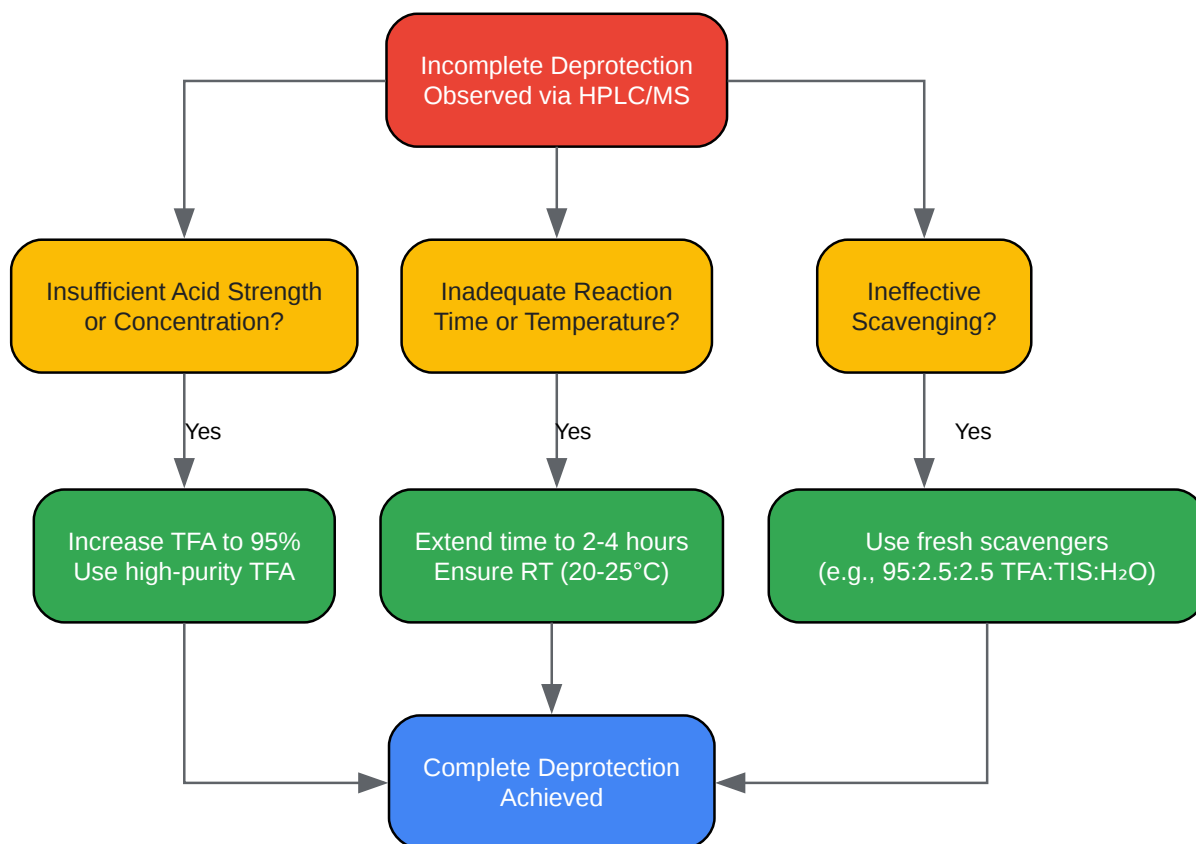 Incomplete Deprotection
Observed via HPLC/MS
Insufficient Acid Strength
or Concentration?
Inadequate Reaction
Time or Temperature?
Ineffective
Scavenging?
Yes
Yes
Yes
Increase TFA to 95%
Use high-purity TFA
Extend time to 2-4 hours
Ensure RT (20-25°C)
Use fresh scavengers
(e.g., 95:2.5:2.5 TFA:TIS:H₂O)
Complete Deprotection
Achieved